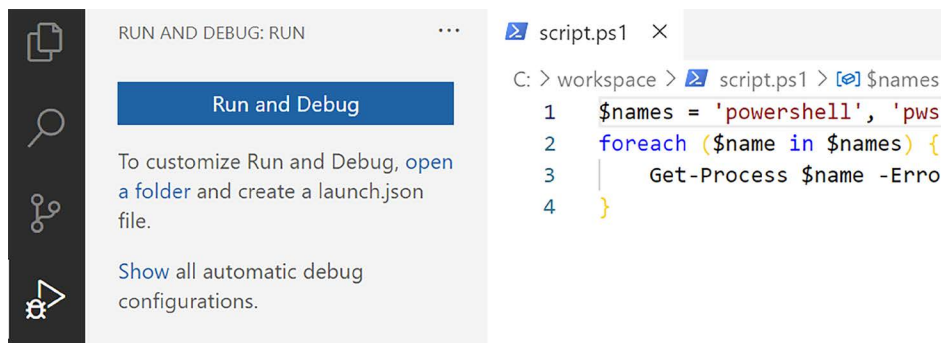 RUN AND DEBUG: RUN ...
Run and Debug
To customize Run and Debug, open
a folder and create a launch.json
file.
Show all automatic debug
configurations.
script.ps1 ×
C: > workspace > script.ps1 > $names
1 $names = 'powershell', 'pws
2 foreach ($name in $names) {
3 Get-Process $name -Erro
4 }